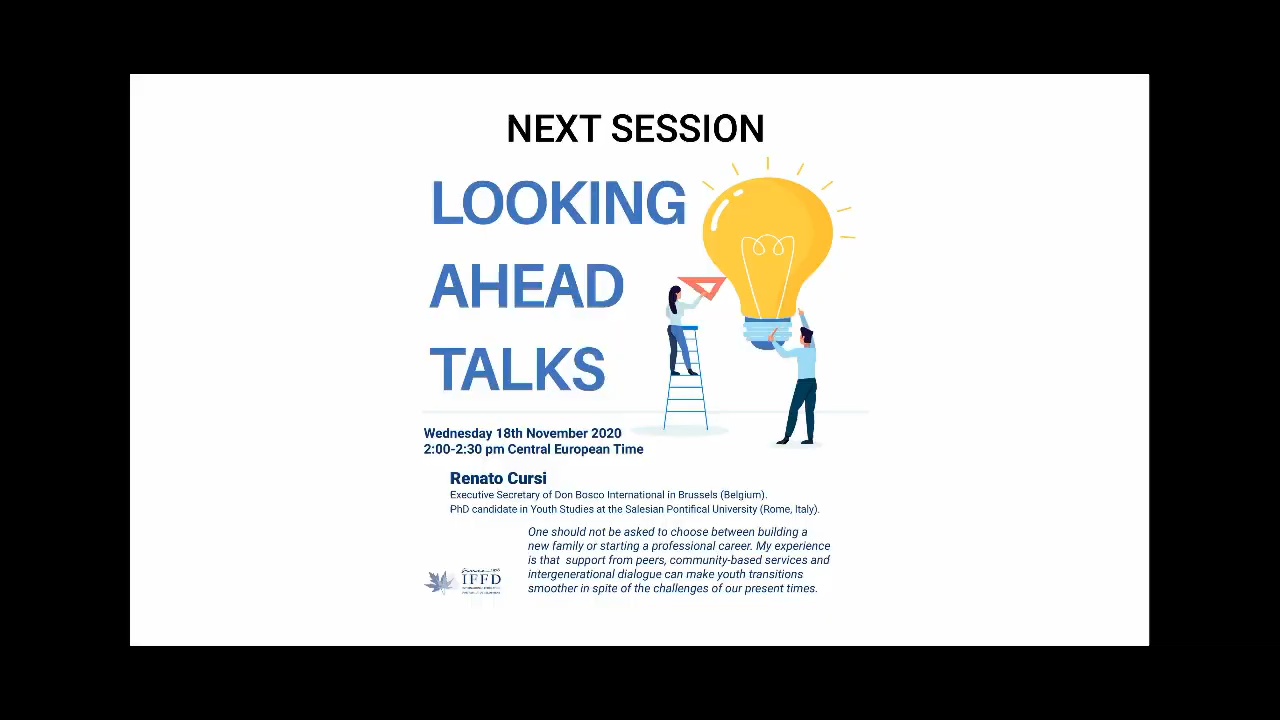 NEXT SESSION
LOOKING
AHEAD
TALKS
Wednesday 18th November 2020
2:00-2:30 pm Central European Time
Renato Cursi
Executive Secretary of Don Bosco International in Brussels (Belgium).
PhD candidate in Youth Studies at the Salesian Pontifical University (Rome, Italy).
One should not be asked to choose between building a
new family or starting a professional career. My experience
is that support from peers, community-based services and
intergenerational dialogue can make youth transitions
smoother in spite of the challenges of our present times.
IFFD